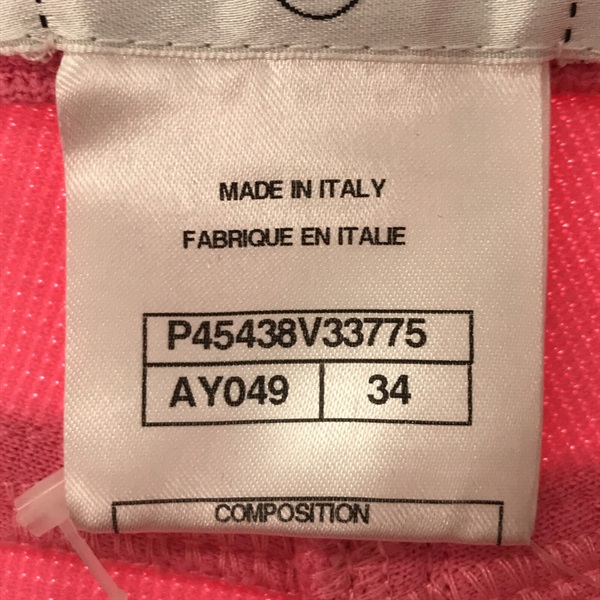 MADE IN ITALY
FABRIQUE EN ITALIE
P45438V33775
AY049 34
COMPOSITION